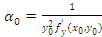 α₀ = 1 / (y₀² f′ᵧ(x₀,y₀))